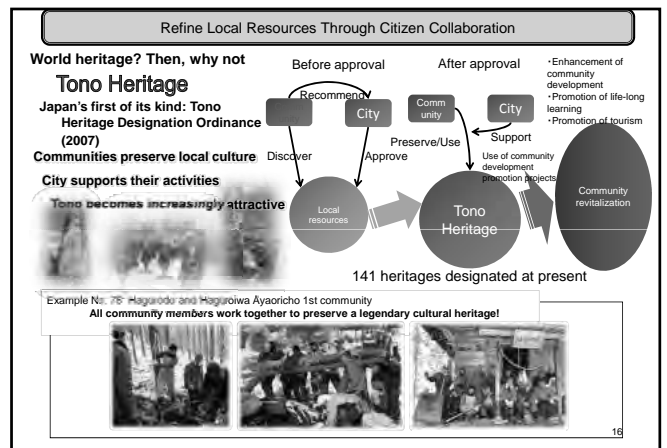 Refine Local Resources Through Citizen Collaboration
World heritage? Then, why not
Tono Heritage
Japan's first of its kind: Tono
Heritage Designation Ordinance
(2007)
Communities preserve local culture
City supports their activities
Tono becomes increasingly attractive
Before approval
Recommend
City
Discover
Approve
Local
resources
After approval
Comm
unity
City
Preserve/Use
Support
Use of community
development
promotion projects
Tono
Heritage
・Enhancement of
community
development
・Promotion of life-long
learning
・Promotion of tourism
Community
revitalization
141 heritages designated at present
Example No. 76 Hagurodo and Haguroiwa Ayaoricho 1st community
All community members work together to preserve a legendary cultural heritage!
16